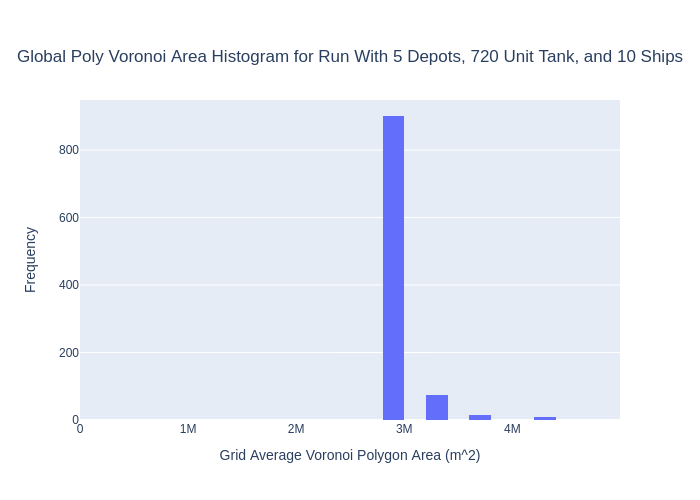 Global Poly Voronoi Area Histogram for Run With 5 Depots, 720 Unit Tank, and 10 Ships
Frequency
800
600
400
200
0
0 1M 2M 3M 4M
Grid Average Voronoi Polygon Area (m^2)